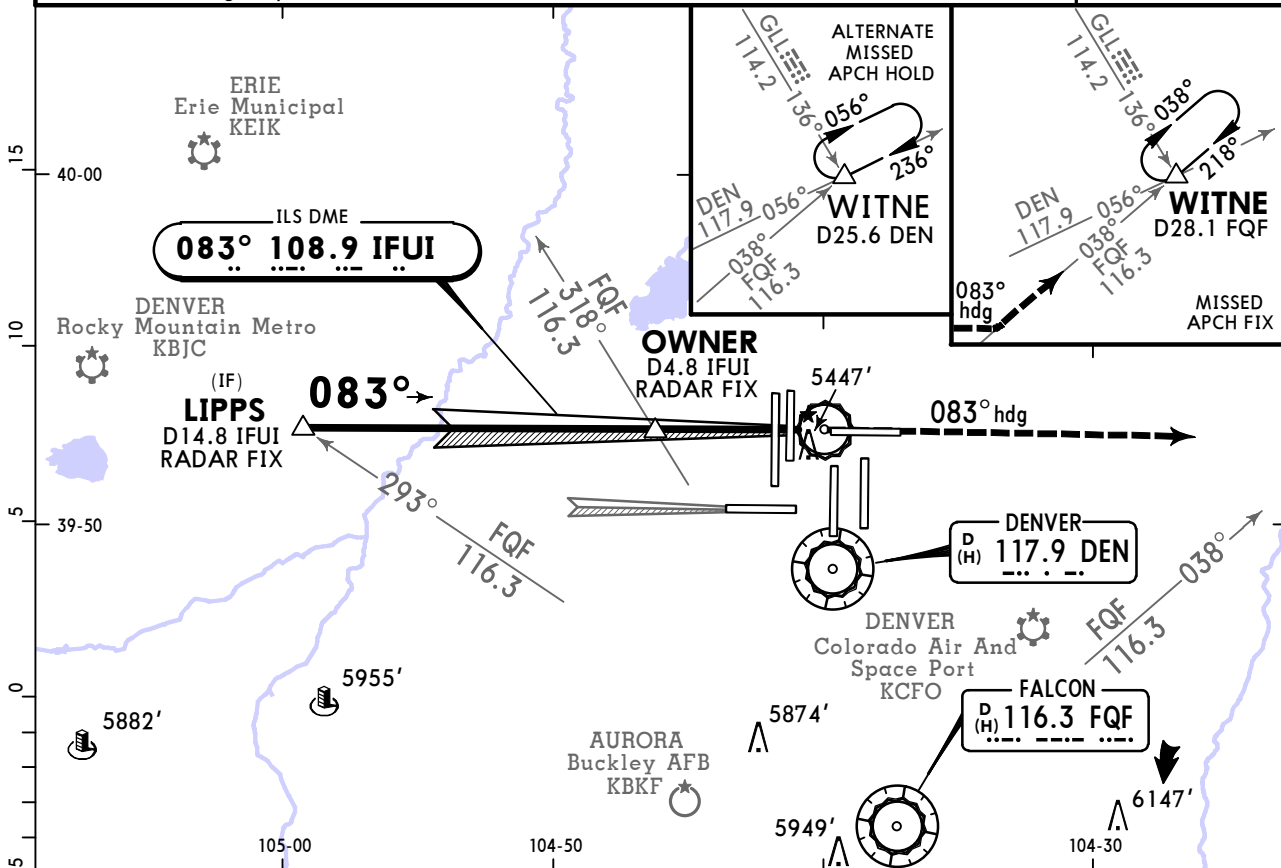 ERIE
Erie Municipal
KEIK
15
40-00
ILS DME
083° 108.9 IFUI
DENVER
Rocky Mountain Metro
KBJC
10
(IF)
LIPPS
D14.8 IFUI
RADAR FIX
083°
FQF
318°
116.3
OWNER
D4.8 IFUI
RADAR FIX
5447'
083° hdg
293°
FQF
116.3
5
39-50
DENVER
D
(H)
117.9 DEN
DENVER
Colorado Air And
Space Port
KCFO
FQF
116.3
038°
FALCON
D
(H)
116.3 FQF
0
5955'
5882'
5874'
AURORA
Buckley AFB
KBKF
5949'
6147'
5
105-00
104-50
104-30
ALTERNATE
MISSED
APCH HOLD
GLL
114.2
136°
056°
236°
DEN
117.9
056°
038°
FQF
116.3
WITNE
D25.6 DEN
GLL
114.2
136°
038°
218°
DEN
117.9
056°
038°
FQF
116.3
WITNE
D28.1 FQF
083°
hdg
MISSED
APCH FIX